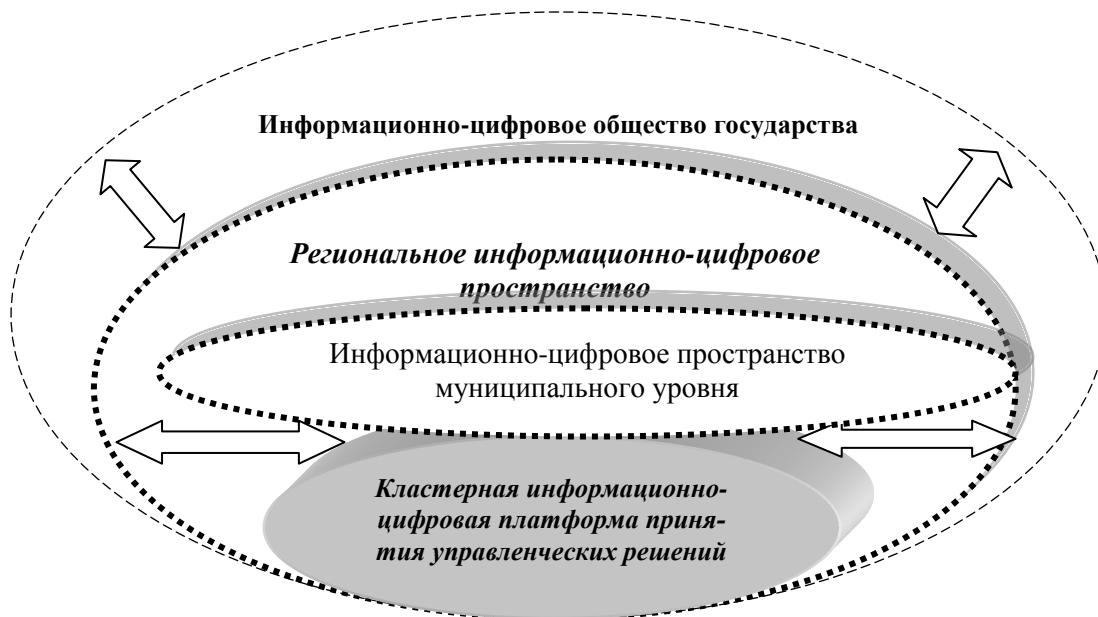 Информационно-цифровое общество государства
Региональное информационно-цифровое
пространство
Информационно-цифровое пространство
муниципального уровня
Кластерная информационно-
цифровая платформа приня-
тия управленческих решений